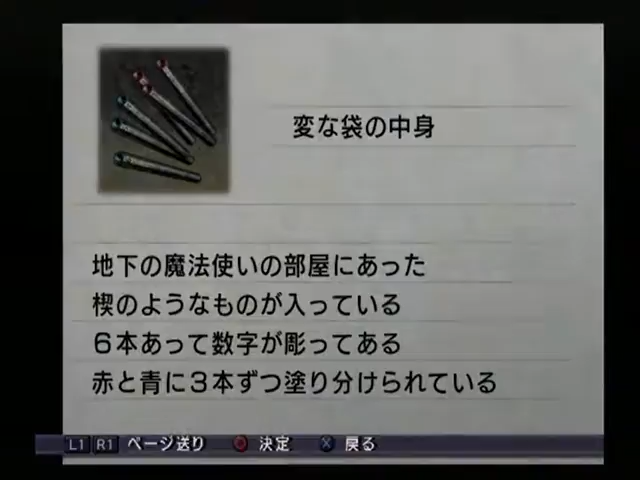 変な袋の中身
地下の魔法使いの部屋にあった
楔のようなものが入っている
６本あって数字が彫ってある
赤と青に３本ずつ塗り分けられている
L1 R1 ページ送り 決定 戻る